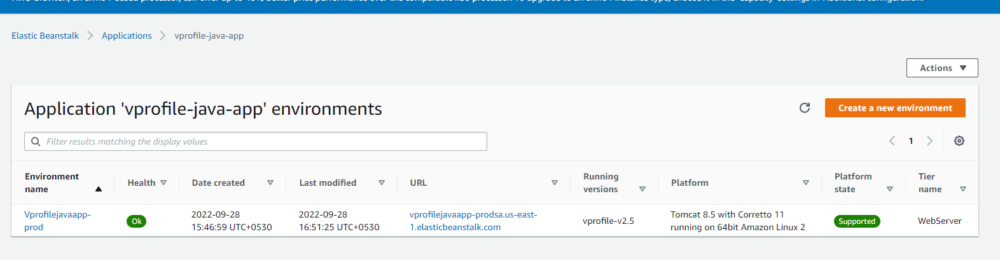 Elastic Beanstalk > Applications > vprofile-java-app
Actions
Application 'vprofile-java-app' environments
Create a new environment
Filter results matching the display values
1
Environment name
Health
Date created
Last modified
URL
Running versions
Platform
Platform state
Tier name
Vprofilejavaapp-
prod
Ok
2022-09-28
15:46:59 UTC+0530
2022-09-28
16:51:25 UTC+0530
vprofilejavaapp-prodsa.us-east-
1.elasticbeanstalk.com
vprofile-v2.5
Tomcat 8.5 with Corretto 11
running on 64bit Amazon Linux 2
Supported
WebServer